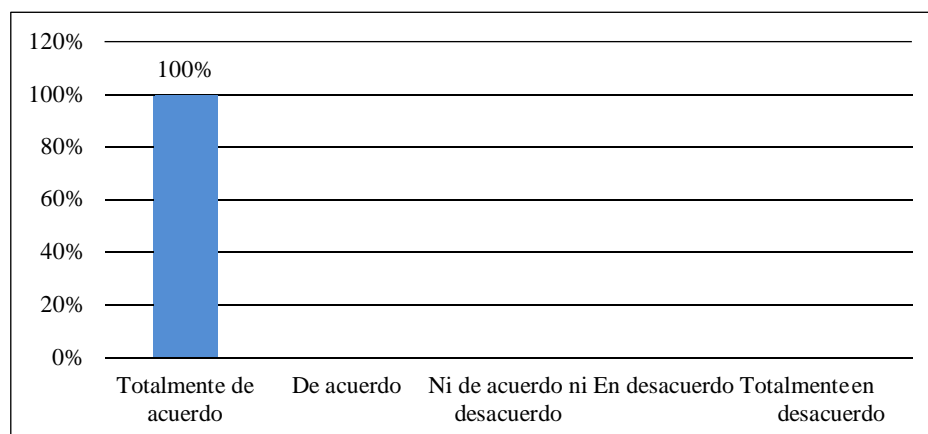 120%
100%
100%
80%
60%
40%
20%
0%
Totalmente de
acuerdo
De acuerdo
Ni de acuerdo ni
desacuerdo
En desacuerdo
Totalmente en
desacuerdo